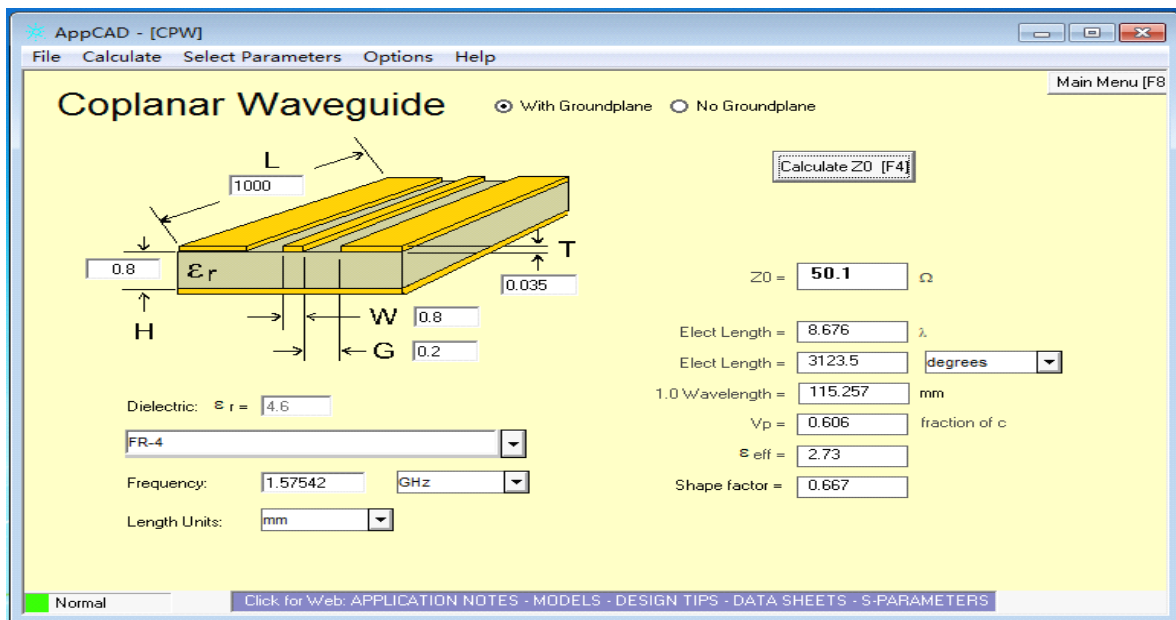 AppCAD - [CPW]
File Calculate Select Parameters Options Help
Main Menu [F8
Coplanar Waveguide With Groundplane No Groundplane
L
1000
Calculate Z0 [F4]
0.8 εr T
0.035
H
W 0.8
G 0.2
Z0 = 50.1 Ω
Elect Length = 8.676 λ
Elect Length = 3123.5 degrees
1.0 Wavelength = 115.257 mm
Vp = 0.606 fraction of c
ε eff = 2.73
Shape factor = 0.667
Dielectric: ε r = 4.6
FR-4
Frequency: 1.57542 GHz
Length Units: mm
Normal Click for Web: APPLICATION NOTES - MODELS - DESIGN TIPS - DATA SHEETS - S-PARAMETERS